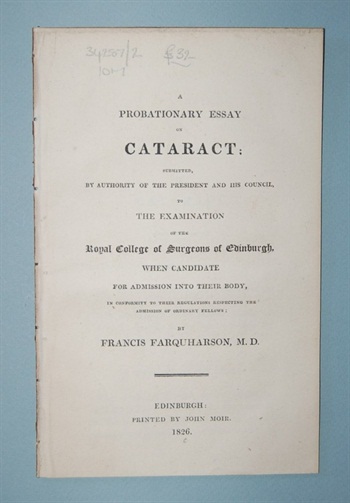 A
PROBATIONARY ESSAY
ON
CATARACT;
SUBMITTED,
BY AUTHORITY OF THE PRESIDENT AND HIS COUNCIL,
TO
THE EXAMINATION
OF THE
Royal College of Surgeons of Edinburgh,
WHEN CANDIDATE
FOR ADMISSION INTO THEIR BODY,
IN CONFORMITY TO THEIR REGULATIONS RESPECTING THE
ADMISSION OF ORDINARY FELLOWS;
BY
FRANCIS FARQUHARSON, M. D.
EDINBURGH:
PRINTED BY JOHN MOIR.
1826.